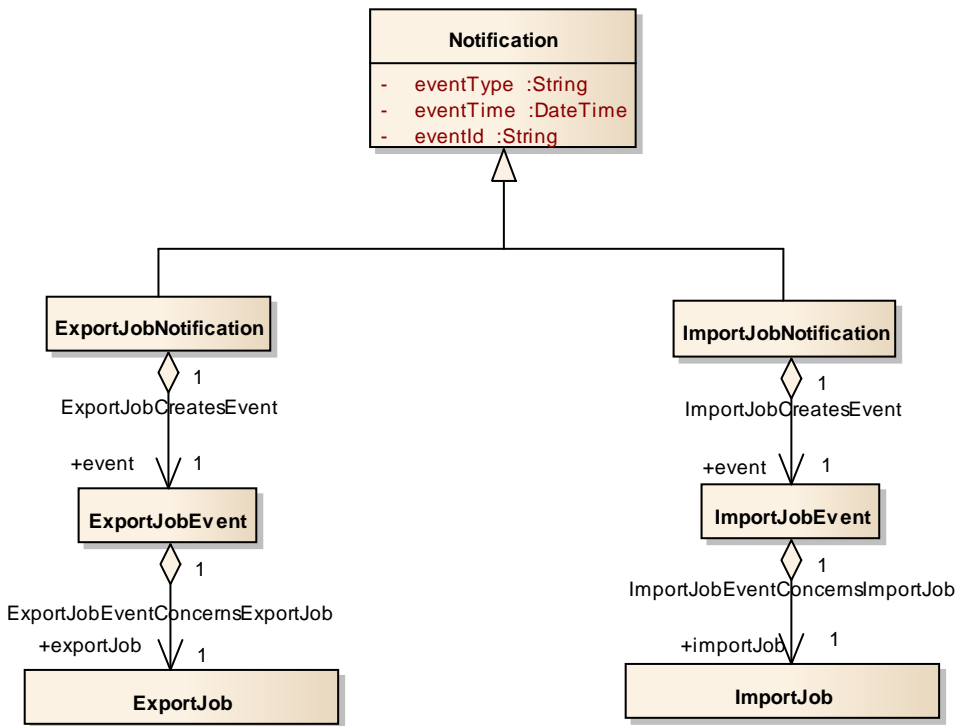 Notification
- eventType :String
- eventTime :DateTime
- eventId :String
ExportJobNotification
1
ExportJobCreatesEvent
+event 1
ExportJobEvent
1
ExportJobEventConcernsExportJob
+exportJob 1
ExportJob
ImportJobNotification
1
ImportJobCreatesEvent
+event 1
ImportJobEvent
1
ImportJobEventConcernsImportJob
+importJob 1
ImportJob